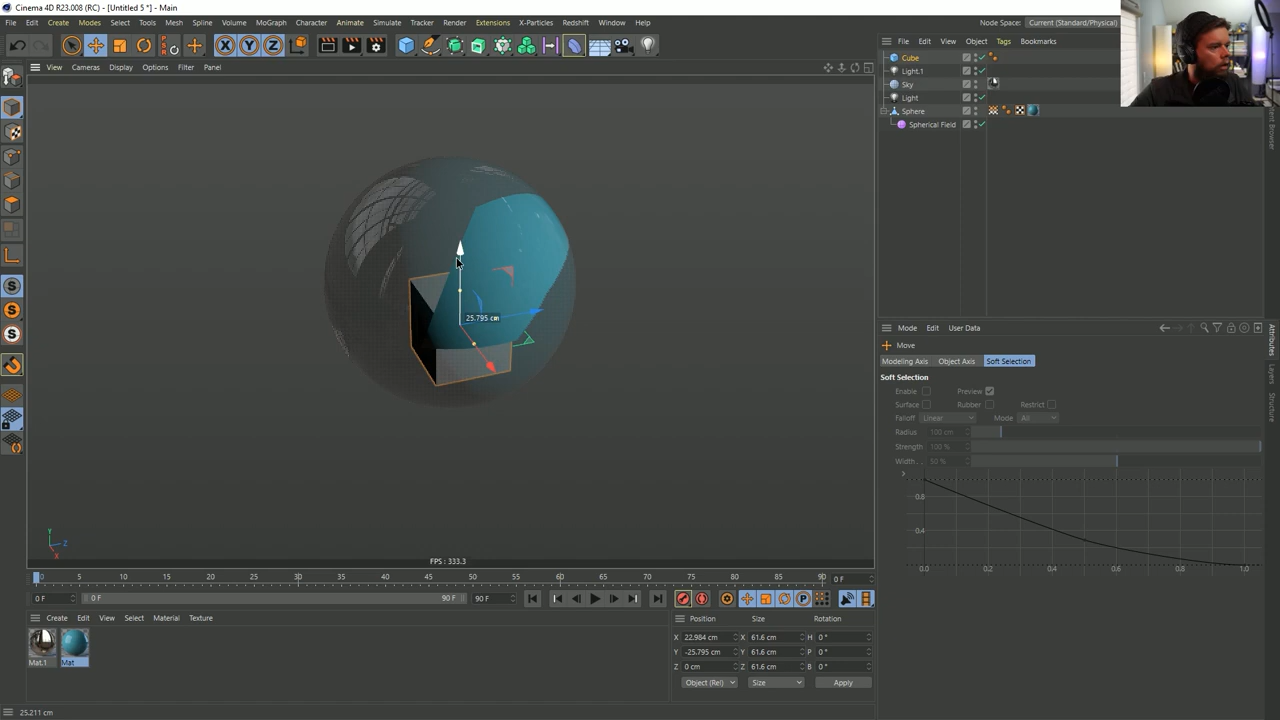 Cinema 4D R23.008 (RC) - [Untitled 5 *] - Main
File Edit Create Modes Select Tools Mesh Spline Volume MoGraph Character Animate Simulate Tracker Render Extensions X-Particles Redshift Window Help
Node Space: Current (Standard/Physical)
X Y Z
File Edit View Object Tags Bookmarks
View Cameras Display Options Filter Panel
Cube
Light.1
Sky
Light
Sphere
Spherical Field
Attributes
Layers
Structure
25.795 cm
Mode Edit User Data
Move
Modeling Axis Object Axis Soft Selection
Soft Selection
Enable Preview
Surface Rubber Restrict
Falloff Linear Mode All
Radius 100 cm
Strength 100 %
Width . . 50 %
0.8
0.4
0.0 0.2 0.4 0.6 0.8 1.0
Y
Z
X
FPS : 333.3
0 5 10 15 20 25 30 35 40 45 50 55 60 65 70 75 80 85 90 0 F
0 F 0 F 90 F 90 F
Create Edit View Select Material Texture
Position Size Rotation
X 22.984 cm X 61.6 cm H 0 °
Y -25.795 cm Y 61.6 cm P 0 °
Z 0 cm Z 61.6 cm B 0 °
Object (Rel) Size Apply
Mat.1 Mat
25.211 cm